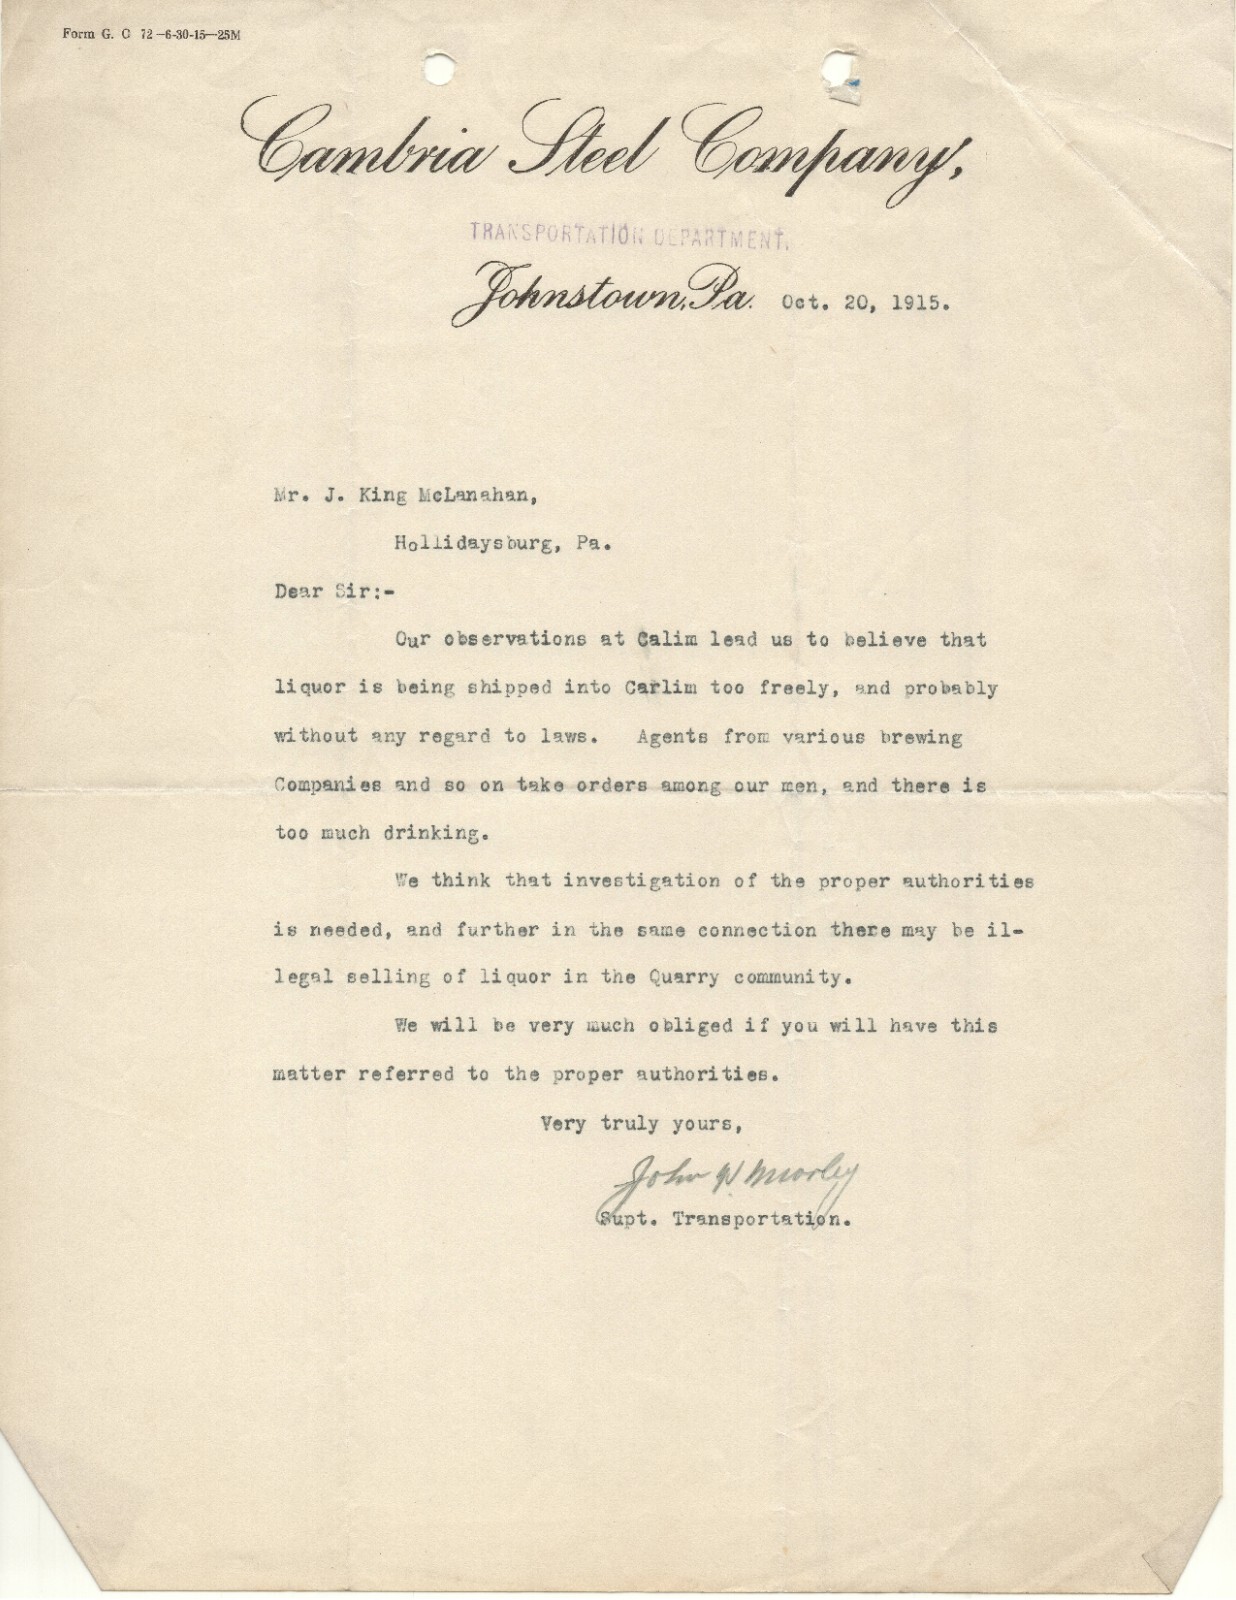 Form G. O 72—6-30-15—25M
Cambria Steel Company,
TRANSPORTATION DEPARTMENT.
Johnstown, Pa. Oct. 20, 1915.
Mr. J. King McLanahan,
Hollidaysburg, Pa.
Dear Sir:-
Our observations at Calim lead us to believe that
liquor is being shipped into Carlim too freely, and probably
without any regard to laws. Agents from various brewing
Companies and so on take orders among our men, and there is
too much drinking.
We think that investigation of the proper authorities
is needed, and further in the same connection there may be il-
legal selling of liquor in the Quarry community.
We will be very much obliged if you will have this
matter referred to the proper authorities.
Very truly yours,
John W Morley
Supt. Transportation.